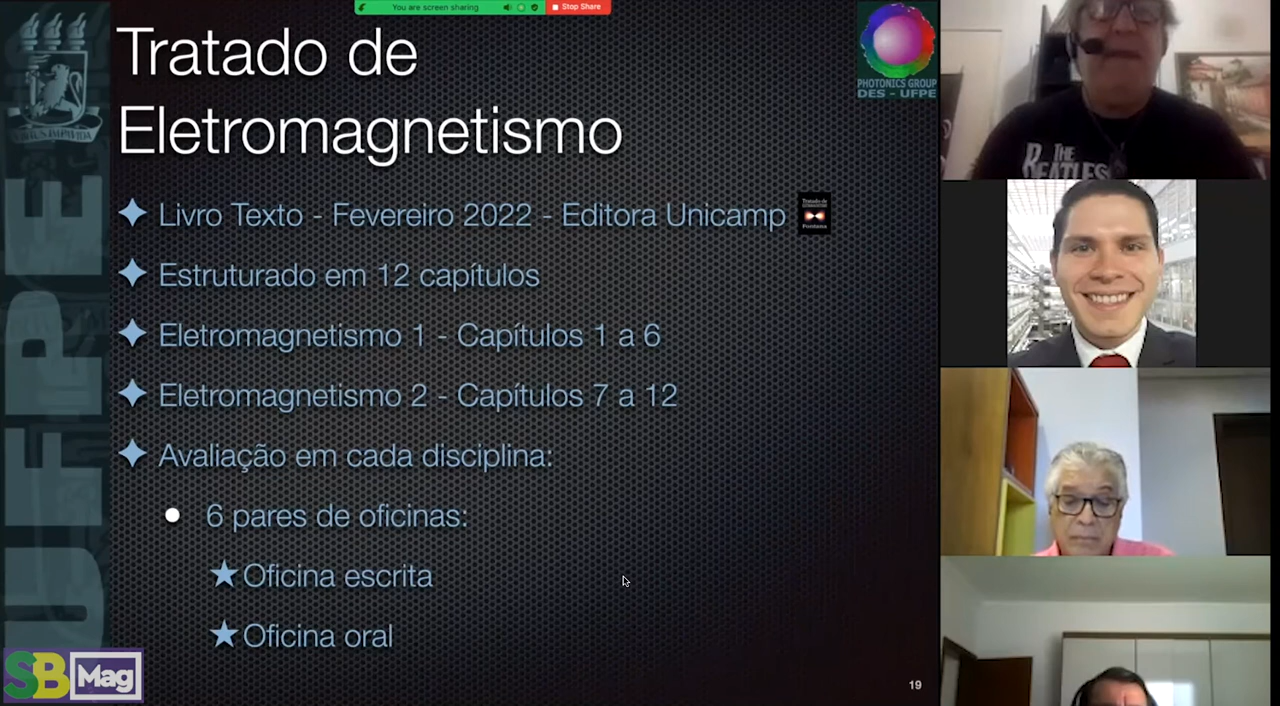 You are screen sharing
Stop Share
Tratado de
Eletromagnetismo
PHOTONICS GROUP
DES - UFPE
Livro Texto - Fevereiro 2022 - Editora Unicamp
Estruturado em 12 capítulos
Eletromagnetismo 1 - Capítulos 1 a 6
Eletromagnetismo 2 - Capítulos 7 a 12
Avaliação em cada disciplina:
6 pares de oficinas:
Oficina escrita
Oficina oral
19
UFPE
SB Mag
THE
BEATLES